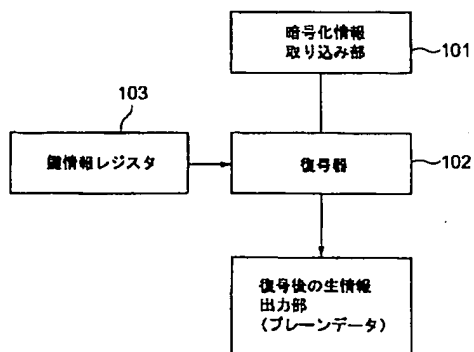 暗号化情報
取り込み部
101
103
鍵情報レジスタ
復号器
102
復号後の生情報
出力部
(プレーンデータ)